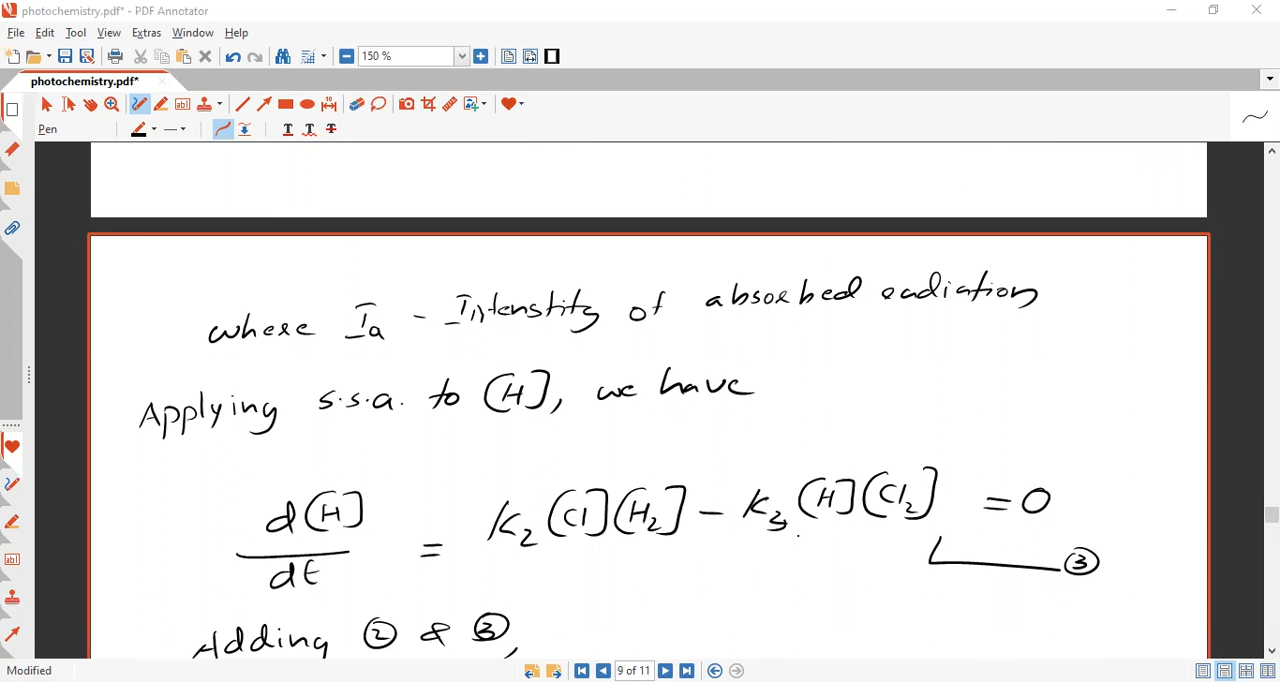 photochemistry.pdf* - PDF Annotator
File Edit Tool View Extras Window Help
150 %
photochemistry.pdf*
Pen
where Ia - Intenstity of absorbed radiation
Applying s.s.a. to [H], we have
d[H]/dt = K2[Cl][H2] - K3[H][Cl2] = 0
③
Adding ② & ③,
Modified 9 of 11